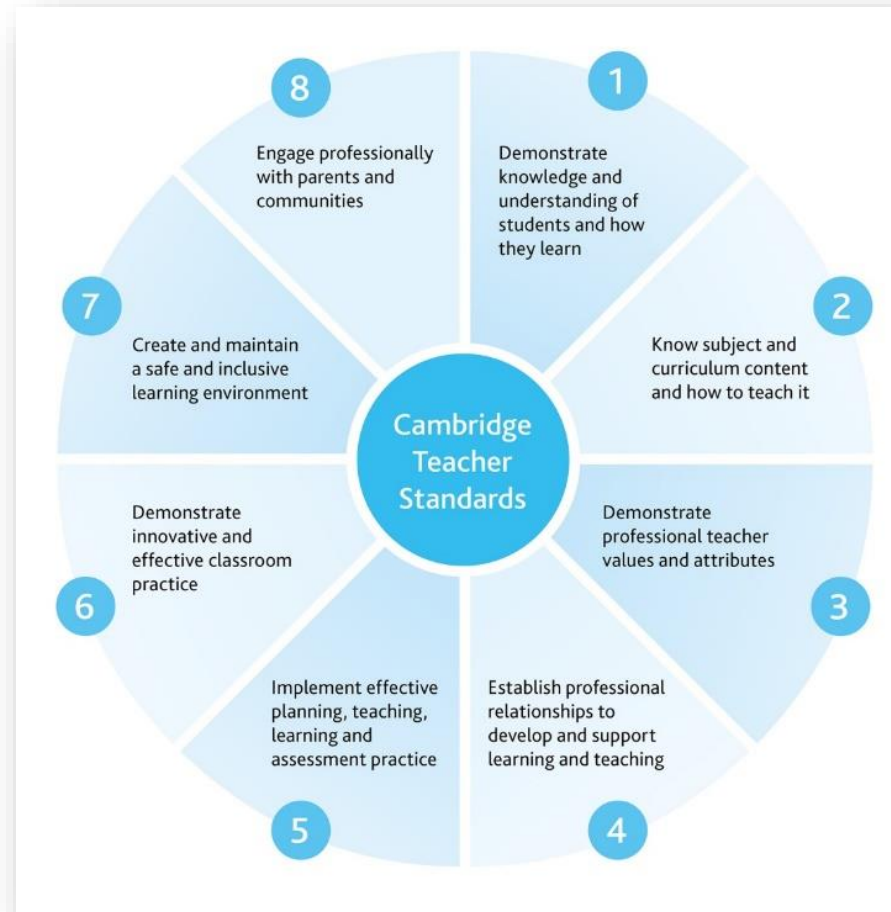 Cambridge
Teacher
Standards
1
Demonstrate
knowledge and
understanding of
students and how
they learn
2
Know subject and
curriculum content
and how to teach it
3
Demonstrate
professional teacher
values and attributes
4
Establish professional
relationships to
develop and support
learning and teaching
5
Implement effective
planning, teaching,
learning and
assessment practice
6
Demonstrate
innovative and
effective classroom
practice
7
Create and maintain
a safe and inclusive
learning environment
8
Engage professionally
with parents and
communities